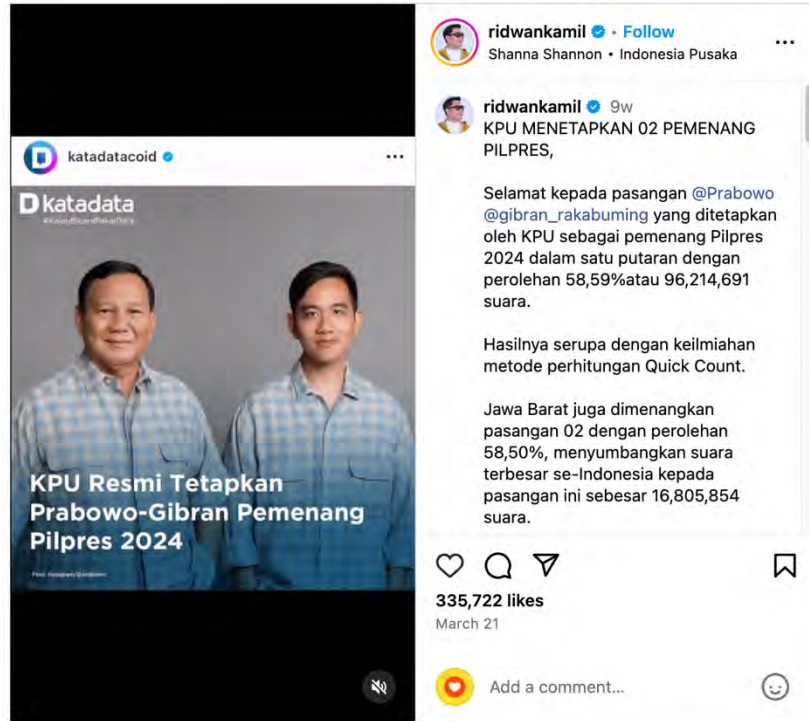 katadatacoid
katadata
KPU Resmi Tetapkan
Prabowo-Gibran Pemenang
Pilpres 2024
ridwankamil • Follow
Shanna Shannon • Indonesia Pusaka
ridwankamil 9w
KPU MENETAPKAN 02 PEMENANG
PILPRES,
Selamat kepada pasangan @Prabowo
@gibran_rakabuming yang ditetapkan
oleh KPU sebagai pemenang Pilpres
2024 dalam satu putaran dengan
perolehan 58,59%atau 96,214,691
suara.
Hasilnya serupa dengan keilmiahan
metode perhitungan Quick Count.
Jawa Barat juga dimenangkan
pasangan 02 dengan perolehan
58,50%, menyumbangkan suara
terbesar se-Indonesia kepada
pasangan ini sebesar 16,805,854
suara.
335,722 likes
March 21
Add a comment...